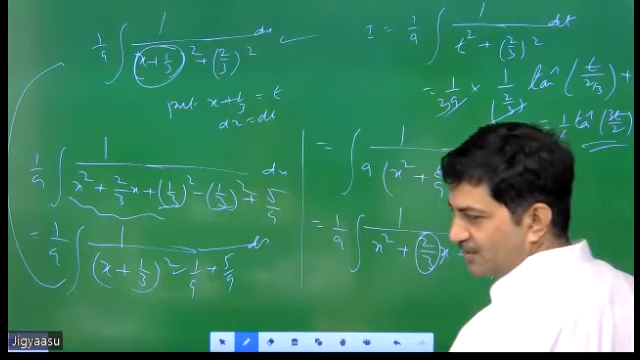 1/9 ∫ 1/((x+1/3)² + (2/3)²) dx
put x+1/3 = t
dx = dt
1/9 ∫ 1/(x² + 2/3 x + (1/3)² - (1/3)² + 5/9) dx
= 1/9 ∫ 1/((x + 1/3)² - 1/9 + 5/9) dx
I = 1/9 ∫ 1/(t² + (2/3)²) dt
= 1/9 × 1/(2/3) tan⁻¹ (t/(2/3)) +
= 1/6 tan⁻¹ (3t/2)
= ∫ 1/(9 (x² +
= 1/9 ∫ 1/(x² + (2/3)x +
Jigyaasu